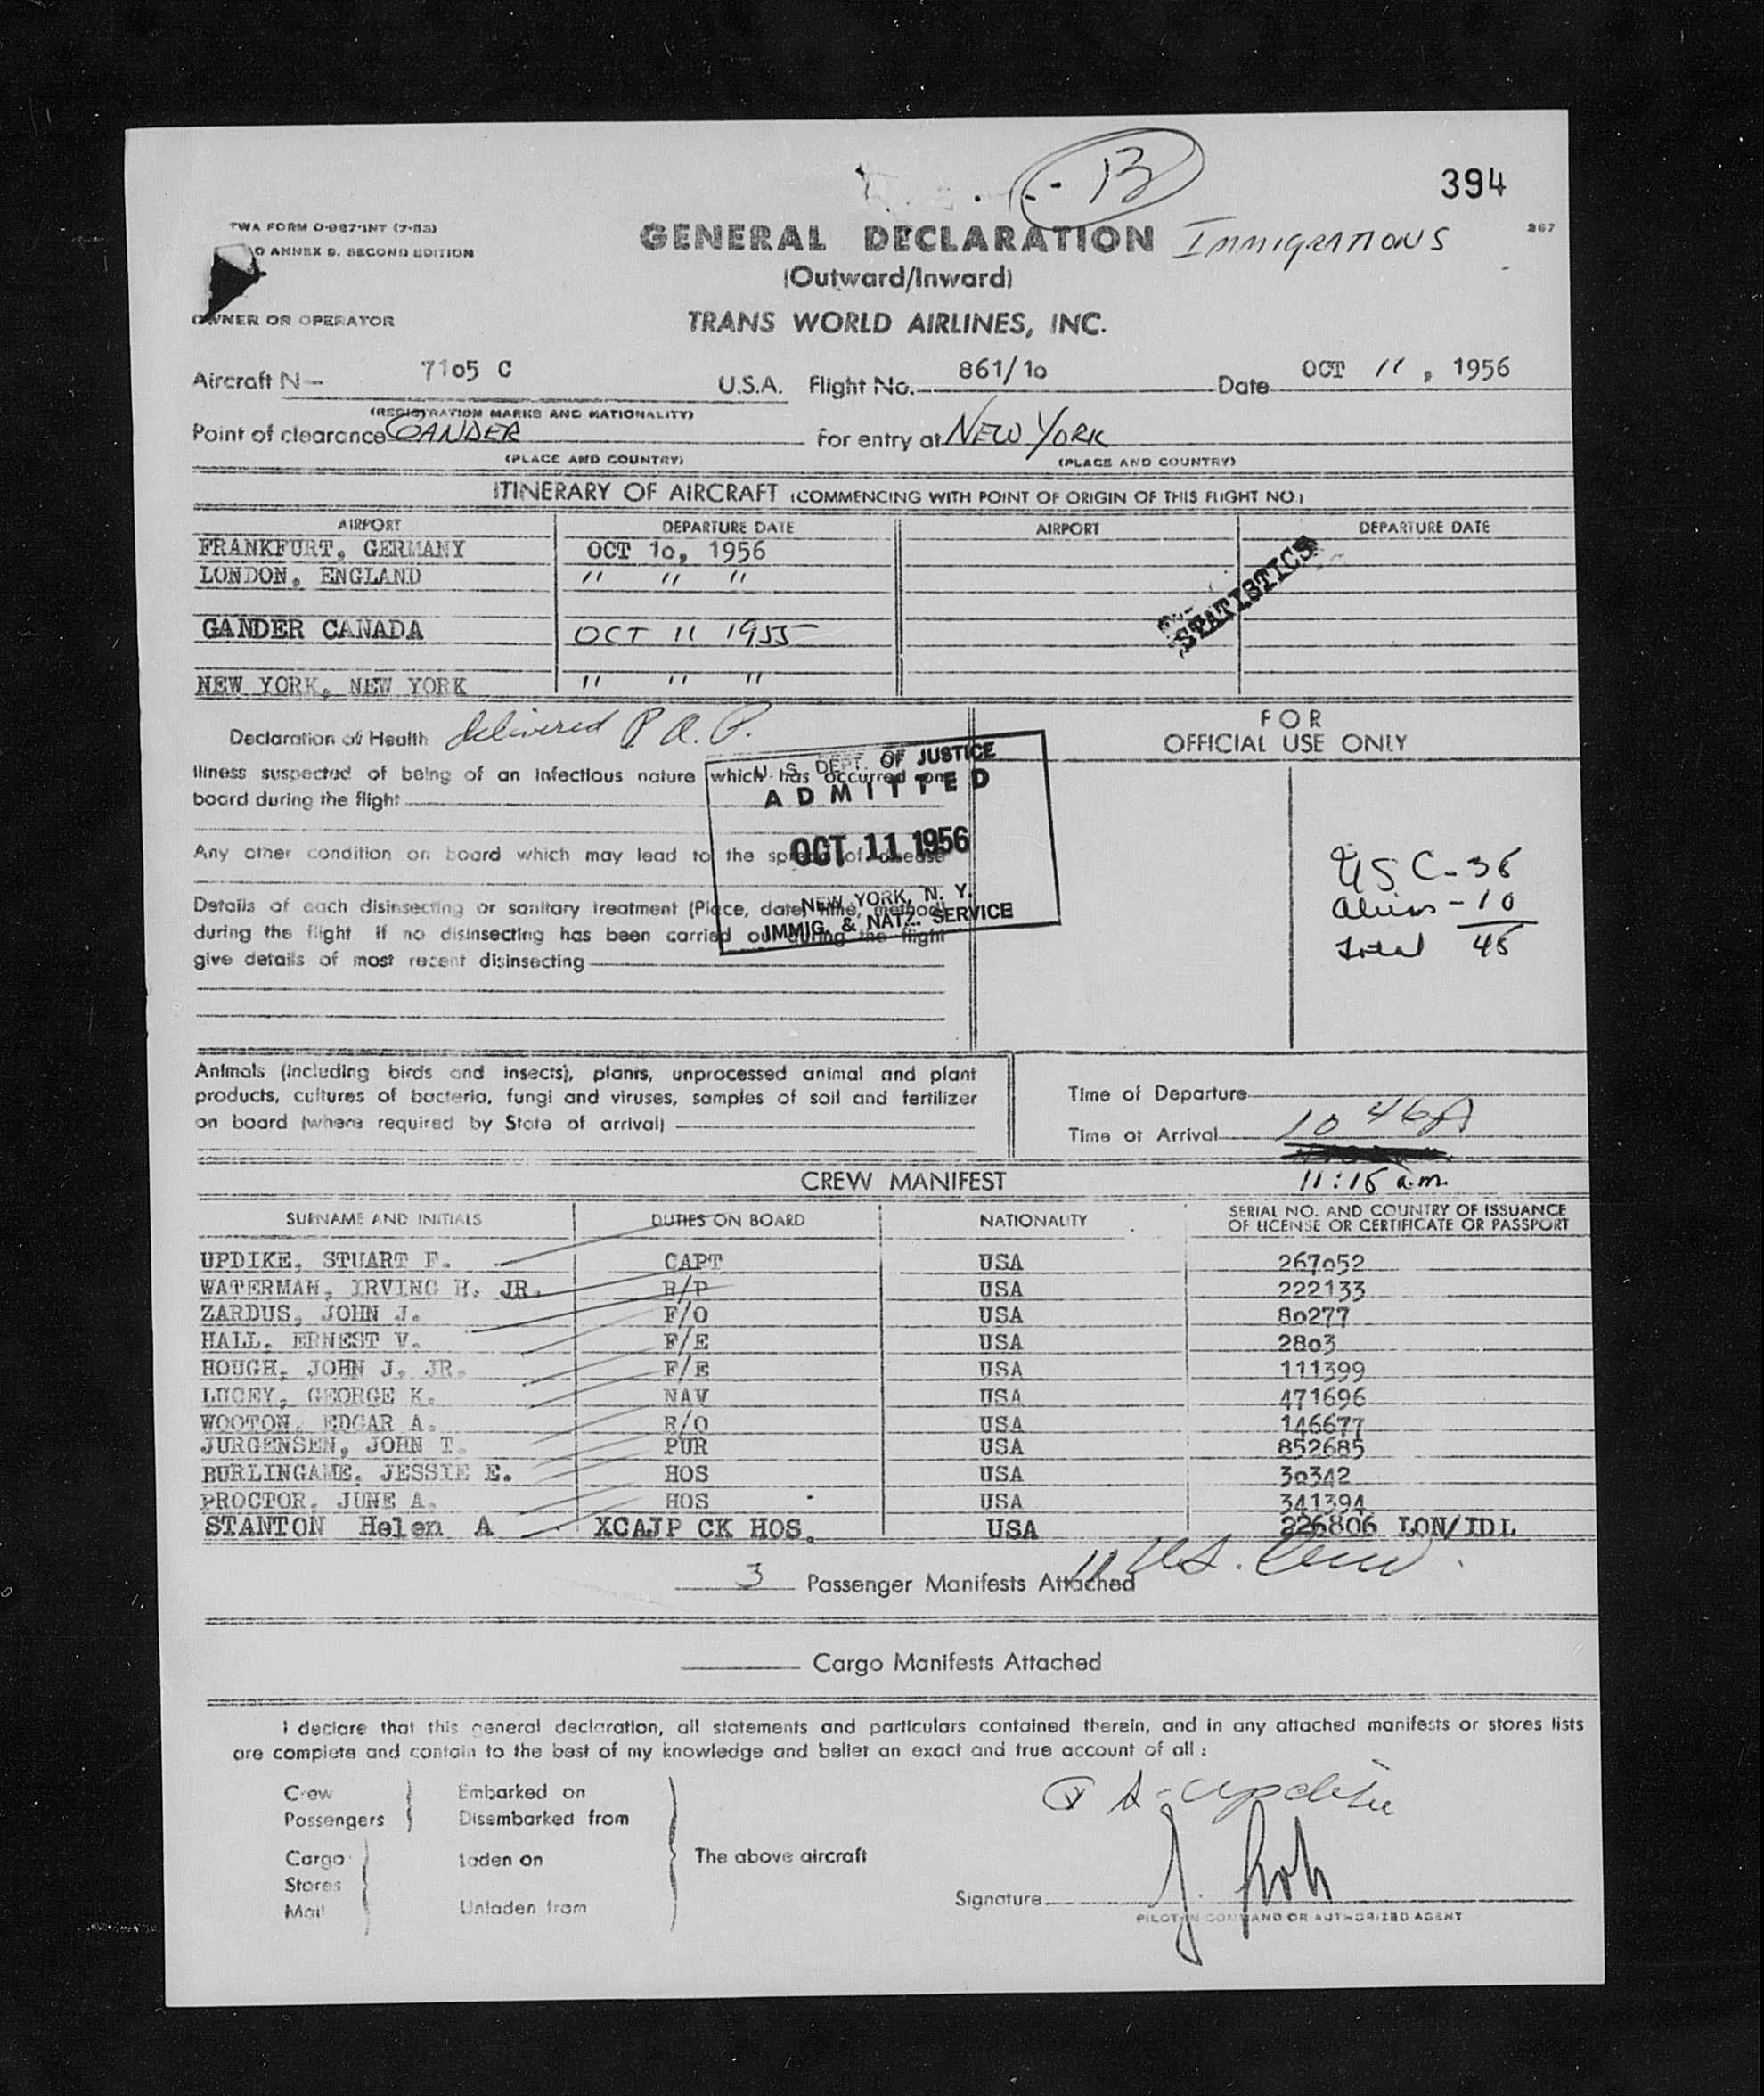 B
394
TWA FORM O-987-INT (7-53)
O ANNEX 9. SECOND EDITION
GENERAL DECLARATION IMMIGRATIONS
267
(Outward/Inward)
OWNER OR OPERATOR
TRANS WORLD AIRLINES, INC.
Aircraft N- 7105 C U.S.A. Flight No. 861/10 Date OCT 11, 1956
(REGISTRATION MARKS AND NATIONALITY)
Point of clearance GANDER For entry at NEW YORK
(PLACE AND COUNTRY) (PLACE AND COUNTRY)
ITINERARY OF AIRCRAFT (COMMENCING WITH POINT OF ORIGIN OF THIS FLIGHT NO.)
AIRPORT DEPARTURE DATE AIRPORT DEPARTURE DATE
FRANKFURT, GERMANY OCT 10, 1956
LONDON, ENGLAND " " "
STATISTICS
GANDER CANADA OCT 11 1955
NEW YORK, NEW YORK " " "
Declaration of Health delivered P.A.P.
FOR
OFFICIAL USE ONLY
Illness suspected of being of an infectious nature which has occurred on
board during the flight
U. S. DEPT. OF JUSTICE
ADMITTED
OCT 11 1956
NEW YORK, N. Y.
IMMIG. & NATZ. SERVICE
Any other condition on board which may lead to the spread of disease
Details of each disinsecting or sanitary treatment (Place, date, time, method)
during the flight If no disinsecting has been carried out during the flight
give details of most recent disinsecting
USC-35
Aliens-10
Total 45
Animals (including birds and insects), plants, unprocessed animal and plant
products, cultures of bacteria, fungi and viruses, samples of soil and fertilizer
on board (where required by State of arrival)
Time of Departure
Time of Arrival 10 46A
11:15 a.m.
CREW MANIFEST
SURNAME AND INITIALS DUTIES ON BOARD NATIONALITY SERIAL NO. AND COUNTRY OF ISSUANCE
OF LICENSE OR CERTIFICATE OR PASSPORT
UPDIKE, STUART F. CAPT USA 267052
WATERMAN, IRVING H. JR. R/P USA 222133
ZARDUS, JOHN J. F/O USA 80277
HALL, ERNEST V. F/E USA 2803
HOUGH, JOHN J. JR. F/E USA 111399
LUCEY, GEORGE K. NAV USA 471696
WOOTON, EDGAR A. R/O USA 146677
JURGENSEN, JOHN T. PUR USA 852685
BURLINGAME, JESSIE E. HOS USA 30342
PROCTOR, JUNE A. HOS USA 341394
STANTON Helen A XCAJP CK HOS. USA 226806 LON/IDL
3 Passenger Manifests Attached 11 US. Crew.
Cargo Manifests Attached
I declare that this general declaration, all statements and particulars contained therein, and in any attached manifests or stores lists
are complete and contain to the best of my knowledge and belief an exact and true account of all:
Crew Embarked on
Passengers Disembarked from
Cargo laden on The above aircraft
Stores
Mail Unladen from
Updike
Signature
PILOT IN COMMAND OR AUTHORIZED AGENT